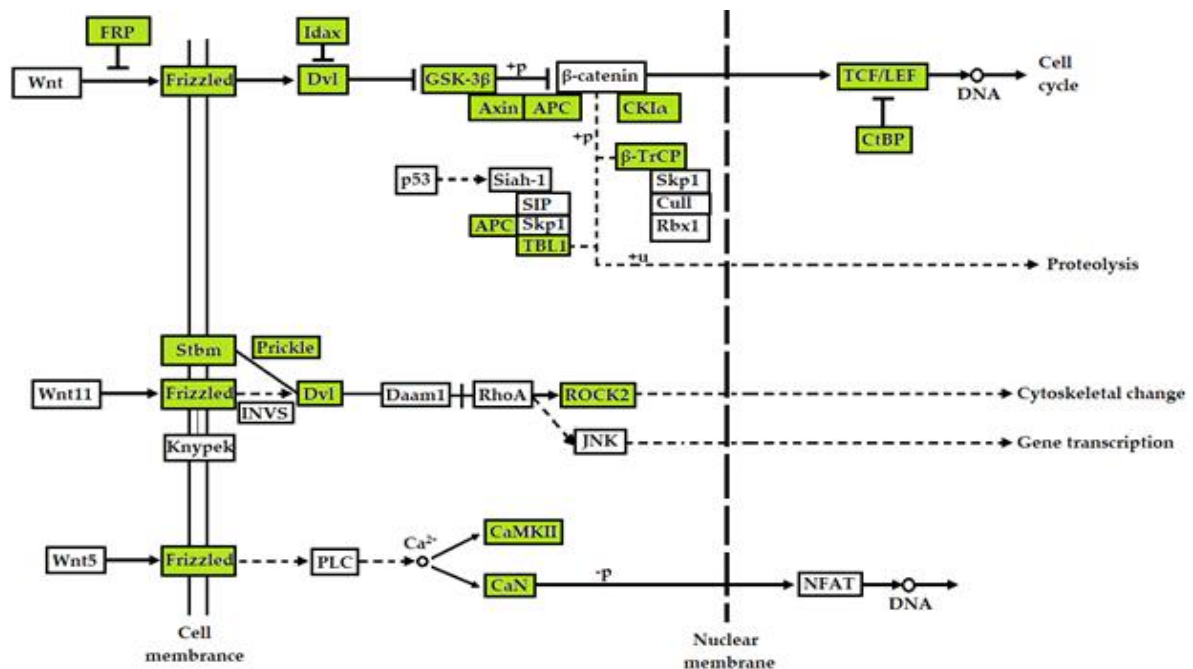 FRP
Idax
Wnt
Frizzled
Dvl
GSK-3β
+p
β-catenin
TCF/LEF
DNA
Cell
cycle
Axin
APC
CKIα
CtBP
+p
β-TrCP
p53
Siah-1
Skp1
SIP
Cull
APC
Skp1
Rbx1
TBL1
+u
Proteolysis
Stbm
Prickle
Wnt11
Frizzled
INVS
Dvl
Daam1
RhoA
ROCK2
Cytoskeletal change
Knypek
JNK
Gene transcription
Ca²⁻
CaMKII
Wnt5
Frizzled
PLC
CaN
-p
NFAT
DNA
Cell
membrance
Nuclear
membrane